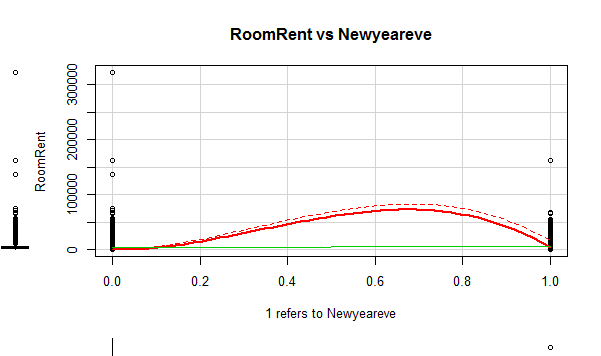 RoomRent vs Newyeareve
300000
200000
100000
0
RoomRent
0.0 0.2 0.4 0.6 0.8 1.0
1 refers to Newyeareve